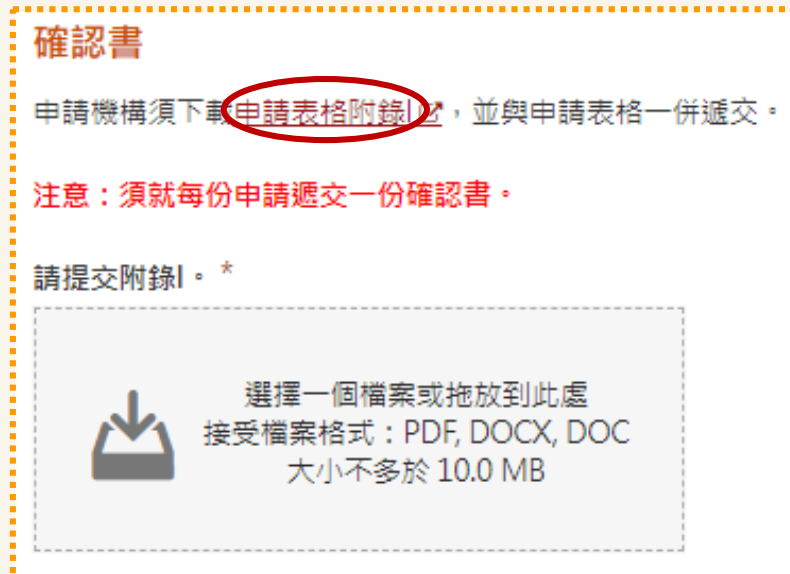 確認書
申請機構須下載申請表格附錄I，並與申請表格一併遞交。
注意：須就每份申請遞交一份確認書。
請提交附錄I。*
選擇一個檔案或拖放到此處
接受檔案格式：PDF, DOCX, DOC
大小不多於 10.0 MB